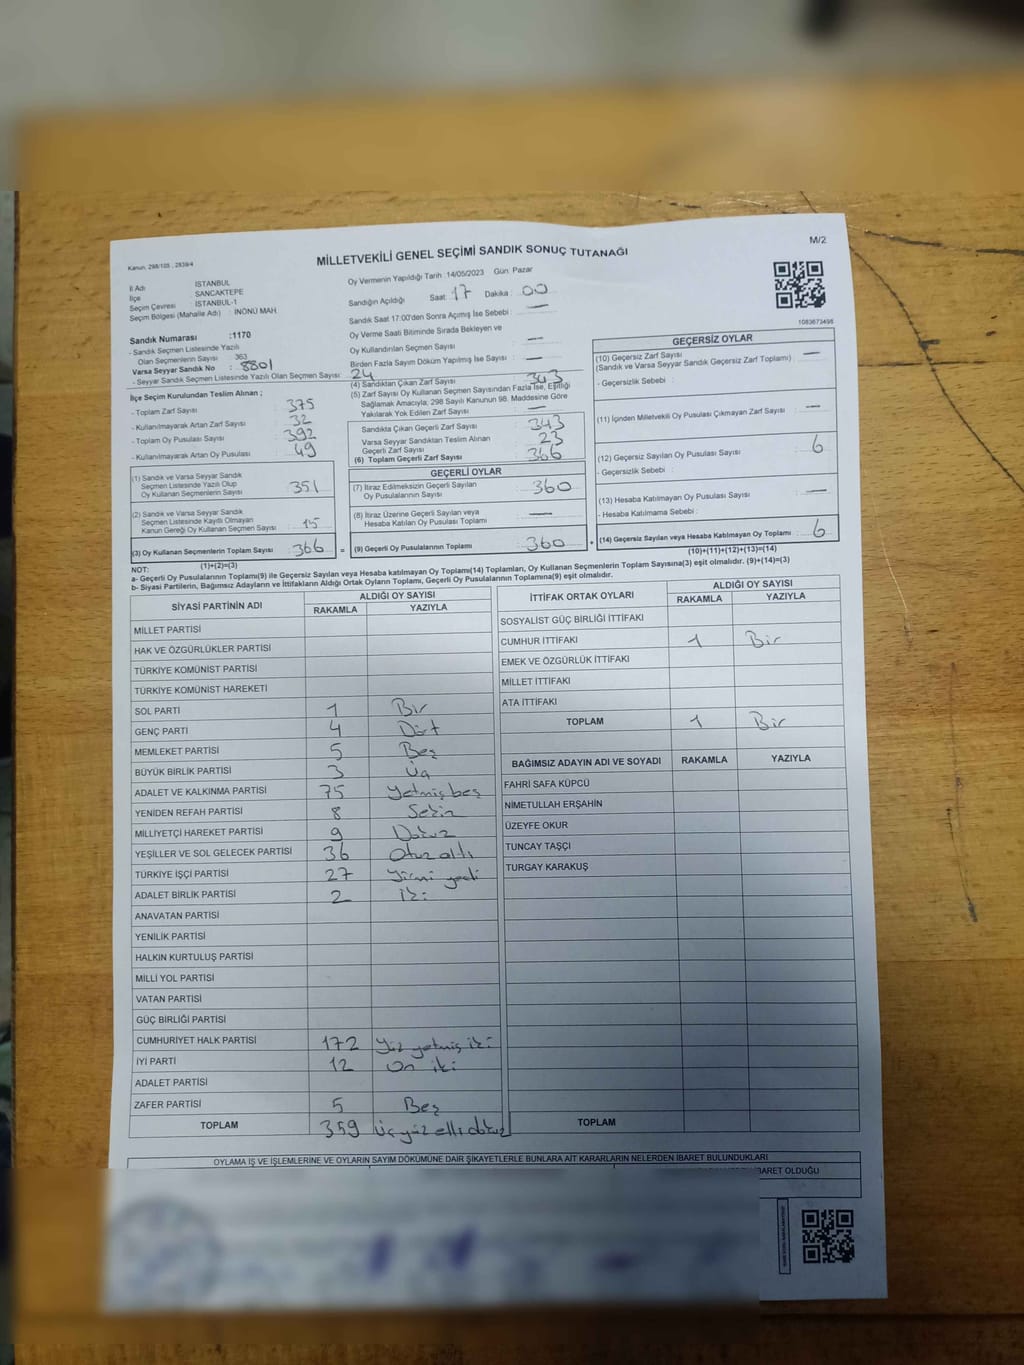 M/2
Kanun, 298/105 , 2839/4
MİLLETVEKİLİ GENEL SEÇİMİ SANDIK SONUÇ TUTANAĞI
İl Adı : İSTANBUL
İlçe : SANCAKTEPE
Seçim Çevresi : İSTANBUL-1
Seçim Bölgesi (Mahalle Adı) : İNÖNÜ MAH.
Oy Vermenin Yapıldığı Tarih :14/05/2023 Gün: Pazar
Sandığın Açıldığı Saat: 17 Dakika : 00
Sandık Saat 17:00'den Sonra Açımış İse Sebebi : —
Oy Verme Saati Bitiminde Sırada Bekleyen ve
Oy Kullandırılan Seçmen Sayısı : —
Birden Fazla Sayım Döküm Yapılmış İse Sayısı : —
1083673498
Sandık Numarası :1170
- Sandık Seçmen Listesinde Yazılı
Olan Seçmenlerin Sayısı : 363
Varsa Seyyar Sandık No : 8801
- Seyyar Sandık Seçmen Listesinde Yazılı Olan Seçmen Sayısı : 24
İlçe Seçim Kurulundan Teslim Alınan ;
- Toplam Zarf Sayısı : 375
- Kullanılmayarak Artan Zarf Sayısı : 32
- Toplam Oy Pusulası Sayısı : 392
- Kullanılmayarak Artan Oy Pusulası : 49
(1) Sandık ve Varsa Seyyar Sandık
Seçmen Listesinde Yazılı Olup
Oy Kullanan Seçmenlerin Sayısı : 351
(2) Sandık ve Varsa Seyyar Sandık
Seçmen Listesinde Kayıtlı Olmayan
Kanun Gereği Oy Kullanan Seçmen Sayısı : 15
(3) Oy Kullanan Seçmenlerin Toplam Sayısı : 366
(1)+(2)=(3)
(4) Sandıktan Çıkan Zarf Sayısı : 343
(5) Zarf Sayısı Oy Kullanan Seçmen Sayısından Fazla İse, Eşitliği
Sağlamak Amacıyla; 298 Sayılı Kanunun 98. Maddesine Göre
Yakılarak Yok Edilen Zarf Sayısı : —
Sandıkta Çıkan Geçerli Zarf Sayısı : 343
Varsa Seyyar Sandıktan Teslim Alınan
Geçerli Zarf Sayısı : 23
(6) Toplam Geçerli Zarf Sayısı : 366
GEÇERLİ OYLAR
(7) İtiraz Edilmeksizin Geçerli Sayılan
Oy Pusulalarının Sayısı : 360
(8) İtiraz Üzerine Geçerli Sayılan veya
Hesaba Katılan Oy Pusulası Toplamı : —
= (9) Geçerli Oy Pusulalarının Toplamı : 360
GEÇERSİZ OYLAR
(10) Geçersiz Zarf Sayısı : —
(Sandık ve Varsa Seyyar Sandık Geçersiz Zarf Toplamı)
- Geçersizlik Sebebi :
(11) İçinden Milletvekili Oy Pusulası Çıkmayan Zarf Sayısı : —
(12) Geçersiz Sayılan Oy Pusulası Sayısı : 6
- Geçersizlik Sebebi :
(13) Hesaba Katılmayan Oy Pusulası Sayısı : —
- Hesaba Katılmama Sebebi :
+ (14) Geçersiz Sayılan veya Hesaba Katılmayan Oy Toplamı : 6
(10)+(11)+(12)+(13)=(14)
NOT:
a- Geçerli Oy Pusulalarının Toplamı(9) ile Geçersiz Sayılan veya Hesaba katılmayan Oy Toplamı(14) Toplamları, Oy Kullanan Seçmenlerin Toplam Sayısına(3) eşit olmalıdır. (9)+(14)=(3)
b- Siyasi Partilerin, Bağımsız Adayların ve İttifakların Aldığı Ortak Oyların Toplamı, Geçerli Oy Pusulalarının Toplamına(9) eşit olmalıdır.
SİYASİ PARTİNİN ADI ALDIĞI OY SAYISI
RAKAMLA YAZIYLA
MİLLET PARTİSİ
HAK VE ÖZGÜRLÜKLER PARTİSİ
TÜRKİYE KOMÜNİST PARTİSİ
TÜRKİYE KOMÜNİST HAREKETİ
SOL PARTİ 1 Bir
GENÇ PARTİ 4 Dört
MEMLEKET PARTİSİ 5 Beş
BÜYÜK BİRLİK PARTİSİ 3 Üç
ADALET VE KALKINMA PARTİSİ 75 Yetmiş beş
YENİDEN REFAH PARTİSİ 8 Sekiz
MİLLİYETÇİ HAREKET PARTİSİ 9 Dokuz
YEŞİLLER VE SOL GELECEK PARTİSİ 36 Otuz altı
TÜRKİYE İŞÇİ PARTİSİ 27 Yirmi yedi
ADALET BİRLİK PARTİSİ 2 İki
ANAVATAN PARTİSİ
YENİLİK PARTİSİ
HALKIN KURTULUŞ PARTİSİ
MİLLİ YOL PARTİSİ
VATAN PARTİSİ
GÜÇ BİRLİĞİ PARTİSİ
CUMHURİYET HALK PARTİSİ 172 Yüz yetmiş iki
İYİ PARTİ 12 On iki
ADALET PARTİSİ
ZAFER PARTİSİ 5 Beş
TOPLAM 359 Üç yüz elli dokuz
İTTİFAK ORTAK OYLARI ALDIĞI OY SAYISI
RAKAMLA YAZIYLA
SOSYALİST GÜÇ BİRLİĞİ İTTİFAKI
CUMHUR İTTİFAKI 1 Bir
EMEK VE ÖZGÜRLÜK İTTİFAKI
MİLLET İTTİFAKI
ATA İTTİFAKI
TOPLAM 1 Bir
BAĞIMSIZ ADAYIN ADI VE SOYADI RAKAMLA YAZIYLA
FAHRİ SAFA KÜPCÜ
NİMETULLAH ERŞAHİN
ÜZEYFE OKUR
TUNCAY TAŞÇI
TURGAY KARAKUŞ
TOPLAM
OYLAMA İŞ VE İŞLEMLERİNE VE OYLARIN SAYIM DÖKÜMÜNE DAİR ŞİKAYETLERLE BUNLARA AİT KARARLARIN NELERDEN İBARET BULUNDUKLARI
İBARET OLDUĞU